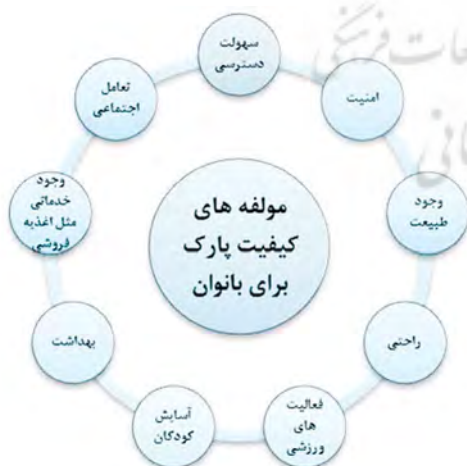 مولفه های
کیفیت پارک
برای بانوان
سهولت
دسترسی
امنیت
وجود
طبیعت
راحتی
فعالیت
های
ورزشی
آسایش
کودکان
بهداشت
وجود
خدماتی
مثل اغذیه
فروشی
تعامل
اجتماعی